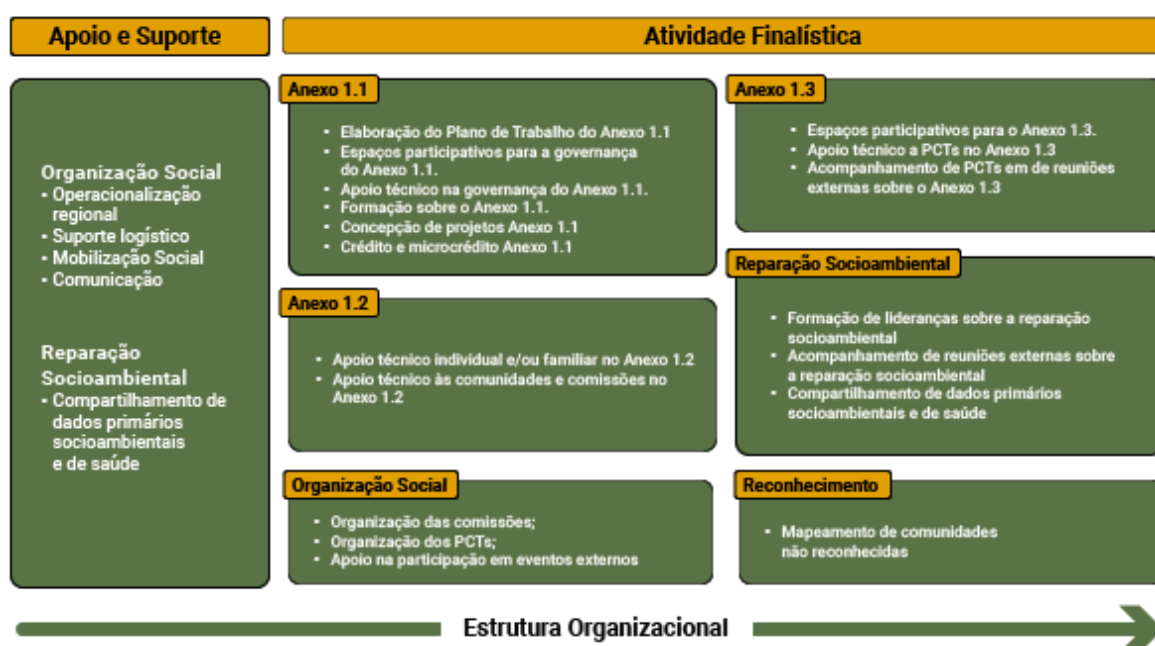 Apoio e Suporte
Atividade Finalística
Organização Social
▪ Operacionalização
regional
▪ Suporte logístico
▪ Mobilização Social
▪ Comunicação
Reparação
Socioambiental
▪ Compartilhamento de
dados primários
socioambientais
e de saúde
Anexo 1.1
▪ Elaboração do Plano de Trabalho do Anexo 1.1
▪ Espaços participativos para a governança
do Anexo 1.1.
▪ Apoio técnico na governança do Anexo 1.1.
▪ Formação sobre o Anexo 1.1.
▪ Concepção de projetos Anexo 1.1
▪ Crédito e microcrédito Anexo 1.1
Anexo 1.2
▪ Apoio técnico individual e/ou familiar no Anexo 1.2
▪ Apoio técnico às comunidades e comissões no
Anexo 1.2
Organização Social
▪ Organização das comissões;
▪ Organização dos PCTs;
▪ Apoio na participação em eventos externos
Anexo 1.3
▪ Espaços participativos para o Anexo 1.3.
▪ Apoio técnico a PCTs no Anexo 1.3
▪ Acompanhamento de PCTs em de reuniões
externas sobre o Anexo 1.3
Reparação Socioambiental
▪ Formação de lideranças sobre a reparação
socioambiental
▪ Acompanhamento de reuniões externas sobre
a reparação socioambiental
▪ Compartilhamento de dados primários
socioambientais e de saúde
Reconhecimento
▪ Mapeamento de comunidades
não reconhecidas
Estrutura Organizacional